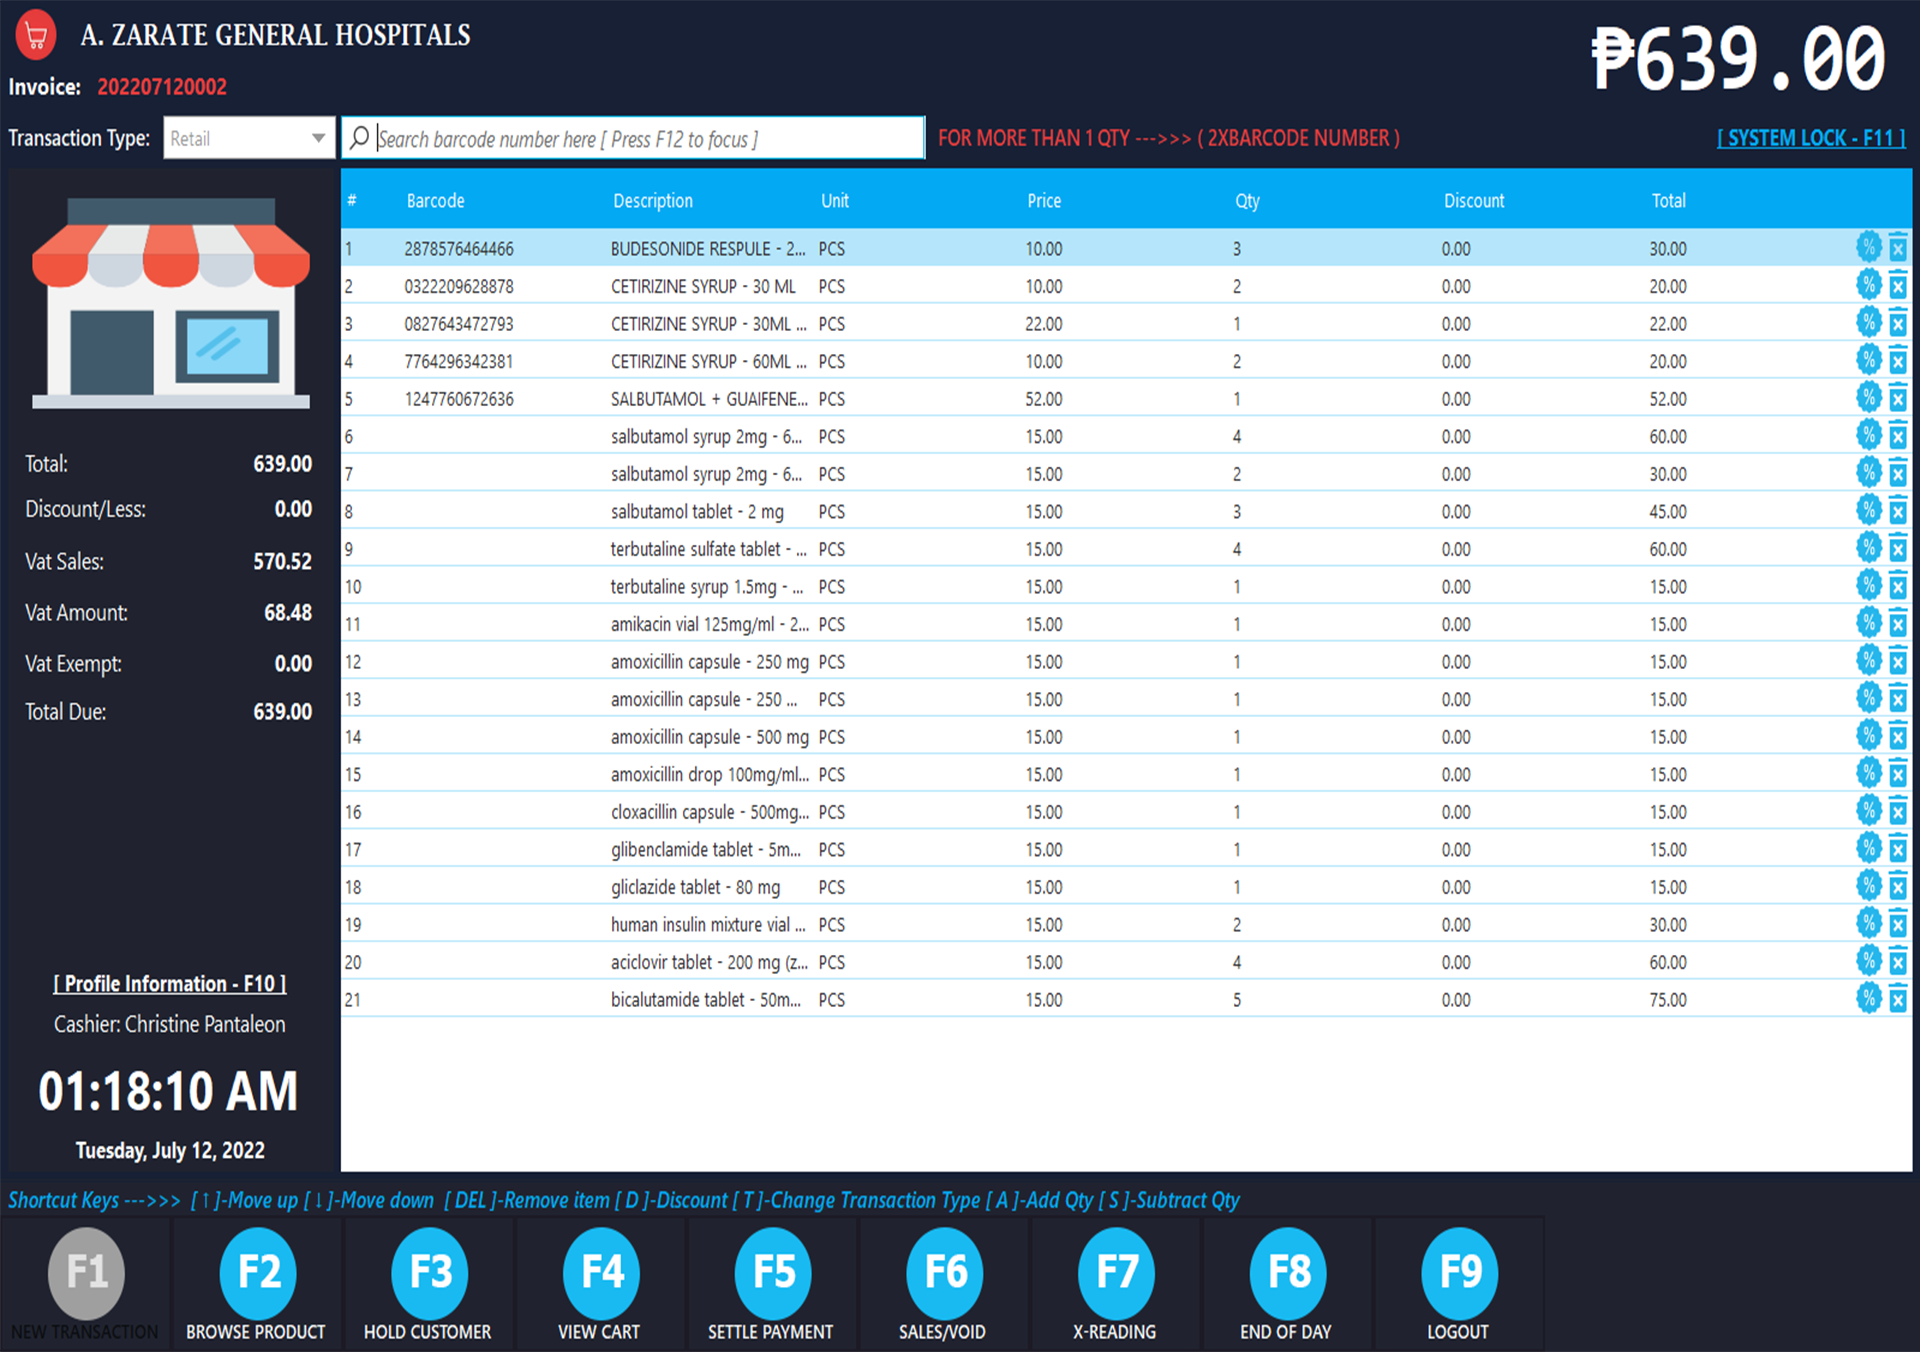 A. ZARATE GENERAL HOSPITALS
₱639.00
Invoice: 202207120002
Transaction Type: Retail Search barcode number here [ Press F12 to focus ] FOR MORE THAN 1 QTY --->>> ( 2XBARCODE NUMBER ) [ SYSTEM LOCK - F11 ]
# Barcode Description Unit Price Qty Discount Total
1 2878576464466 BUDESONIDE RESPULE - 2... PCS 10.00 3 0.00 30.00 %
2 0322209628878 CETIRIZINE SYRUP - 30 ML PCS 10.00 2 0.00 20.00 %
3 0827643472793 CETIRIZINE SYRUP - 30ML ... PCS 22.00 1 0.00 22.00 %
4 7764296342381 CETIRIZINE SYRUP - 60ML ... PCS 10.00 2 0.00 20.00 %
5 1247760672636 SALBUTAMOL + GUAIFENE... PCS 52.00 1 0.00 52.00 %
6 salbutamol syrup 2mg - 6... PCS 15.00 4 0.00 60.00 %
7 salbutamol syrup 2mg - 6... PCS 15.00 2 0.00 30.00 %
8 salbutamol tablet - 2 mg PCS 15.00 3 0.00 45.00 %
9 terbutaline sulfate tablet - ... PCS 15.00 4 0.00 60.00 %
10 terbutaline syrup 1.5mg - ... PCS 15.00 1 0.00 15.00 %
11 amikacin vial 125mg/ml - 2... PCS 15.00 1 0.00 15.00 %
12 amoxicillin capsule - 250 mg PCS 15.00 1 0.00 15.00 %
13 amoxicillin capsule - 250 ... PCS 15.00 1 0.00 15.00 %
14 amoxicillin capsule - 500 mg PCS 15.00 1 0.00 15.00 %
15 amoxicillin drop 100mg/ml... PCS 15.00 1 0.00 15.00 %
16 cloxacillin capsule - 500mg... PCS 15.00 1 0.00 15.00 %
17 glibenclamide tablet - 5m... PCS 15.00 1 0.00 15.00 %
18 gliclazide tablet - 80 mg PCS 15.00 1 0.00 15.00 %
19 human insulin mixture vial ... PCS 15.00 2 0.00 30.00 %
20 aciclovir tablet - 200 mg (z... PCS 15.00 4 0.00 60.00 %
21 bicalutamide tablet - 50m... PCS 15.00 5 0.00 75.00 %
Total: 639.00
Discount/Less: 0.00
Vat Sales: 570.52
Vat Amount: 68.48
Vat Exempt: 0.00
Total Due: 639.00
[ Profile Information - F10 ]
Cashier: Christine Pantaleon
01:18:10 AM
Tuesday, July 12, 2022
Shortcut Keys --->>> [ ↑ ]-Move up [ ↓ ]-Move down [ DEL ]-Remove item [ D ]-Discount [ T ]-Change Transaction Type [ A ]-Add Qty [ S ]-Subtract Qty
F1 F2 F3 F4 F5 F6 F7 F8 F9
NEW TRANSACTION BROWSE PRODUCT HOLD CUSTOMER VIEW CART SETTLE PAYMENT SALES/VOID X-READING END OF DAY LOGOUT